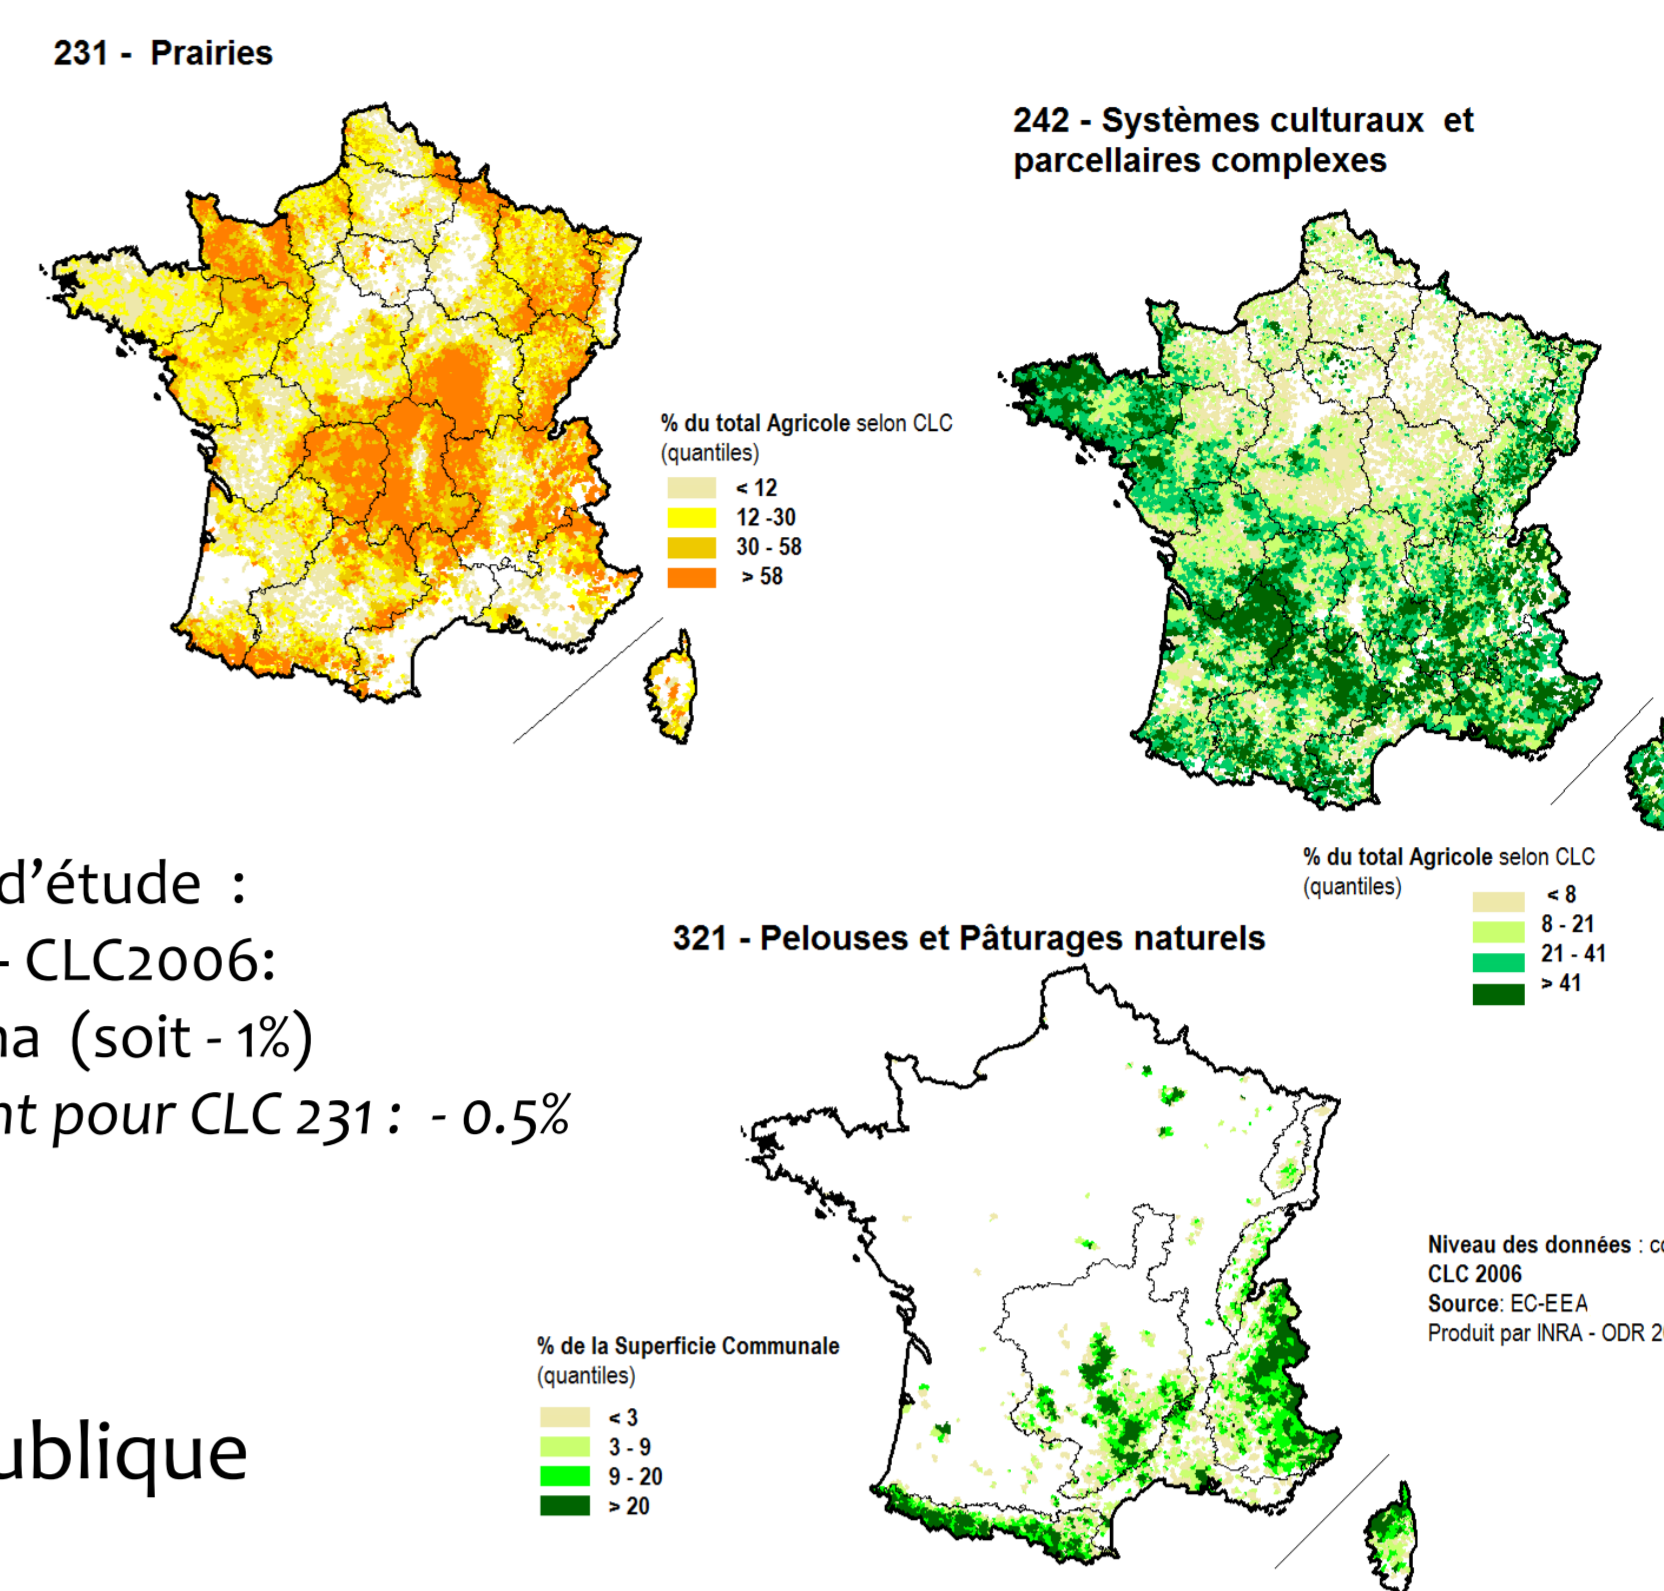 231 - Prairies
242 - Systèmes culturaux et
parcellaires complexes
% du total Agricole selon CLC
(quantiles)
< 12
12 -30
30 - 58
> 58
d’étude :
- CLC2006:
(soit - 1%)
pour CLC 231 : - 0.5%
% du total Agricole selon CLC
(quantiles)
< 8
8 - 21
21 - 41
> 41
321 - Pelouses et Pâturages naturels
Niveau des données :
CLC 2006
Source: EC-EEA
Produit par INRA - ODR
% de la Superficie Communale
(quantiles)
< 3
3 - 9
9 - 20
> 20